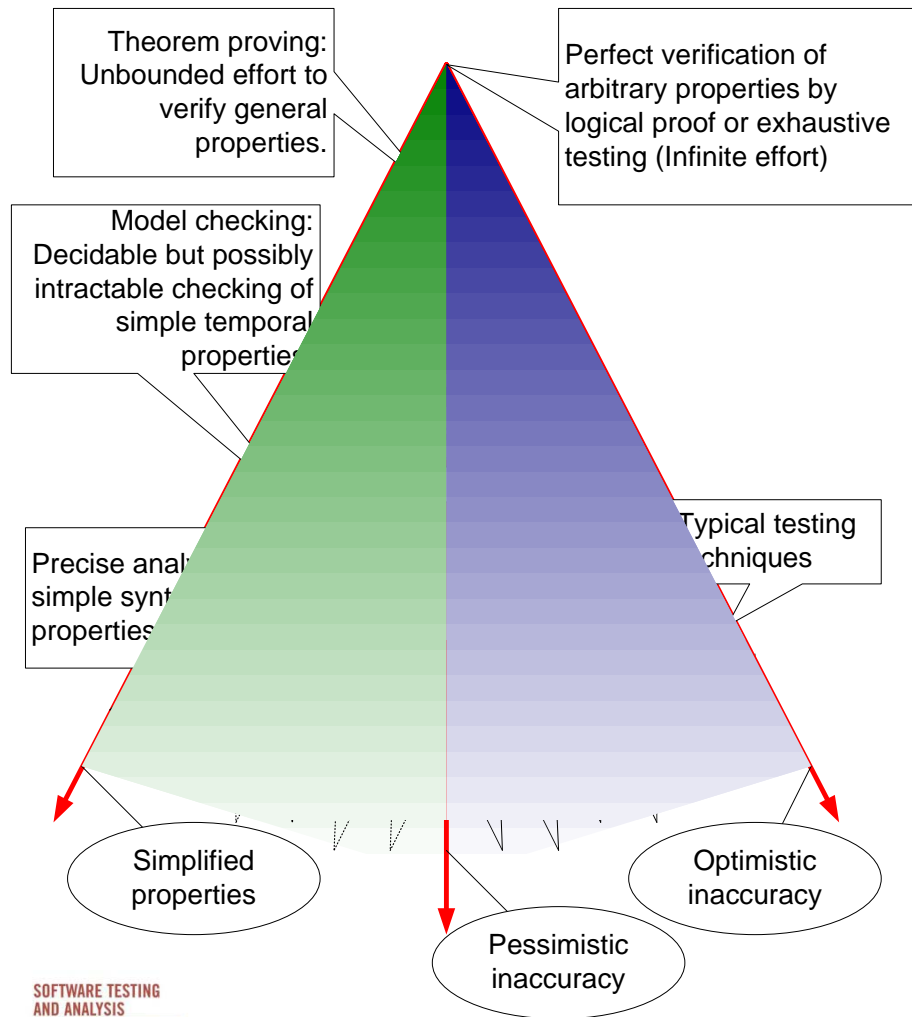 Theorem proving:
Unbounded effort to
verify general
properties.
Perfect verification of
arbitrary properties by
logical proof or exhaustive
testing (Infinite effort)
Model checking:
Decidable but possibly
intractable checking of
simple temporal
properties
Precise
simple
properties
Typical testing
Simplified
properties
Pessimistic
inaccuracy
Optimistic
inaccuracy
SOFTWARE TESTING
AND ANALYSIS